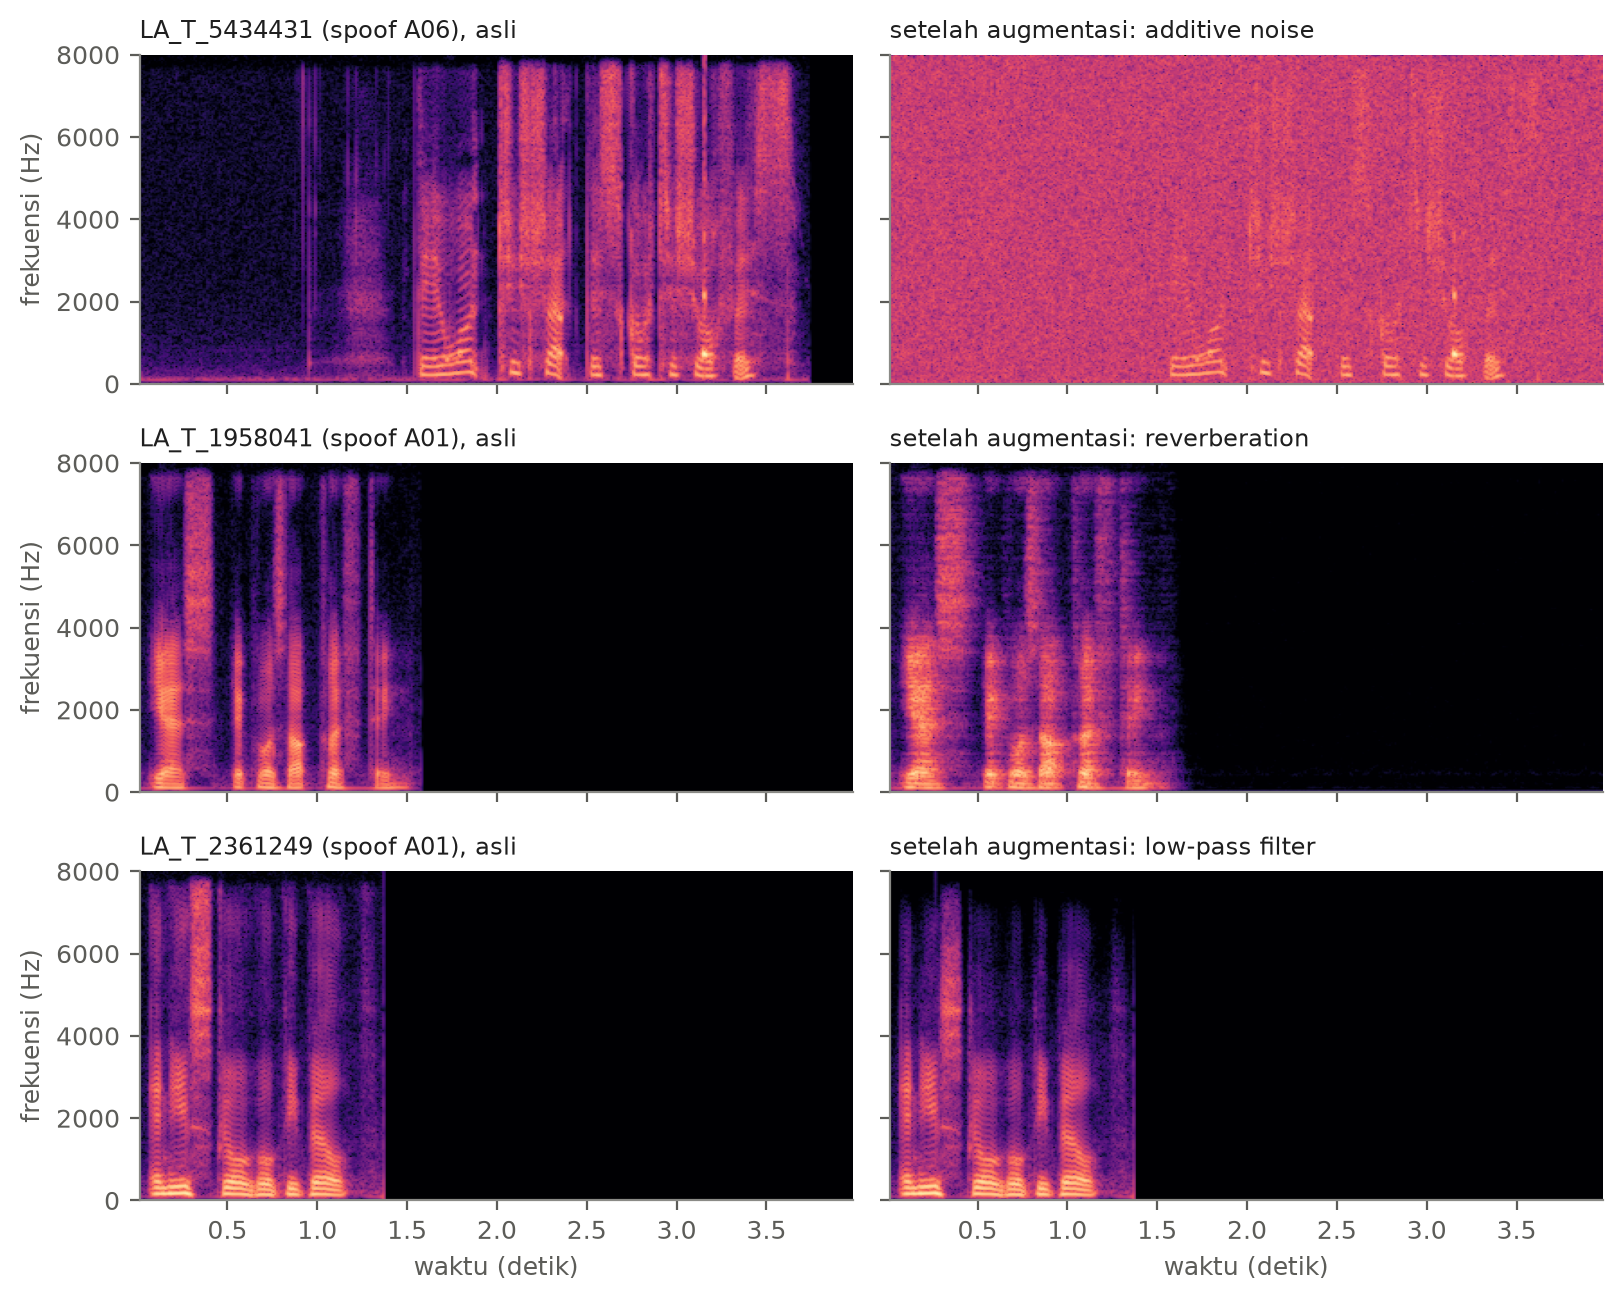 LA_T_5434431 (spoof A06), asli
setelah augmentasi: additive noise
8000
6000
4000
2000
0
frekuensi (Hz)
LA_T_1958041 (spoof A01), asli
setelah augmentasi: reverberation
8000
6000
4000
2000
0
frekuensi (Hz)
LA_T_2361249 (spoof A01), asli
setelah augmentasi: low-pass filter
8000
6000
4000
2000
0
frekuensi (Hz)
0.5 1.0 1.5 2.0 2.5 3.0 3.5
0.5 1.0 1.5 2.0 2.5 3.0 3.5
waktu (detik)
waktu (detik)